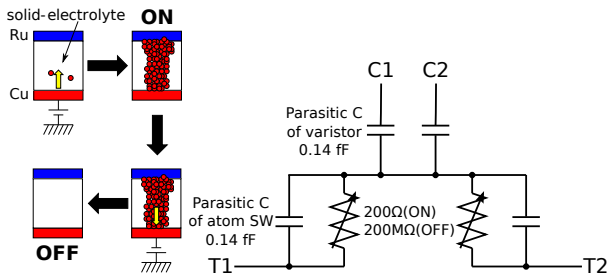 solid-electrolyte
ON
Ru
Cu
OFF
C1 C2
Parasitic C
of varistor
0.14 fF
Parasitic C
of atom SW
0.14 fF
200Ω(ON)
200MΩ(OFF)
T1
T2